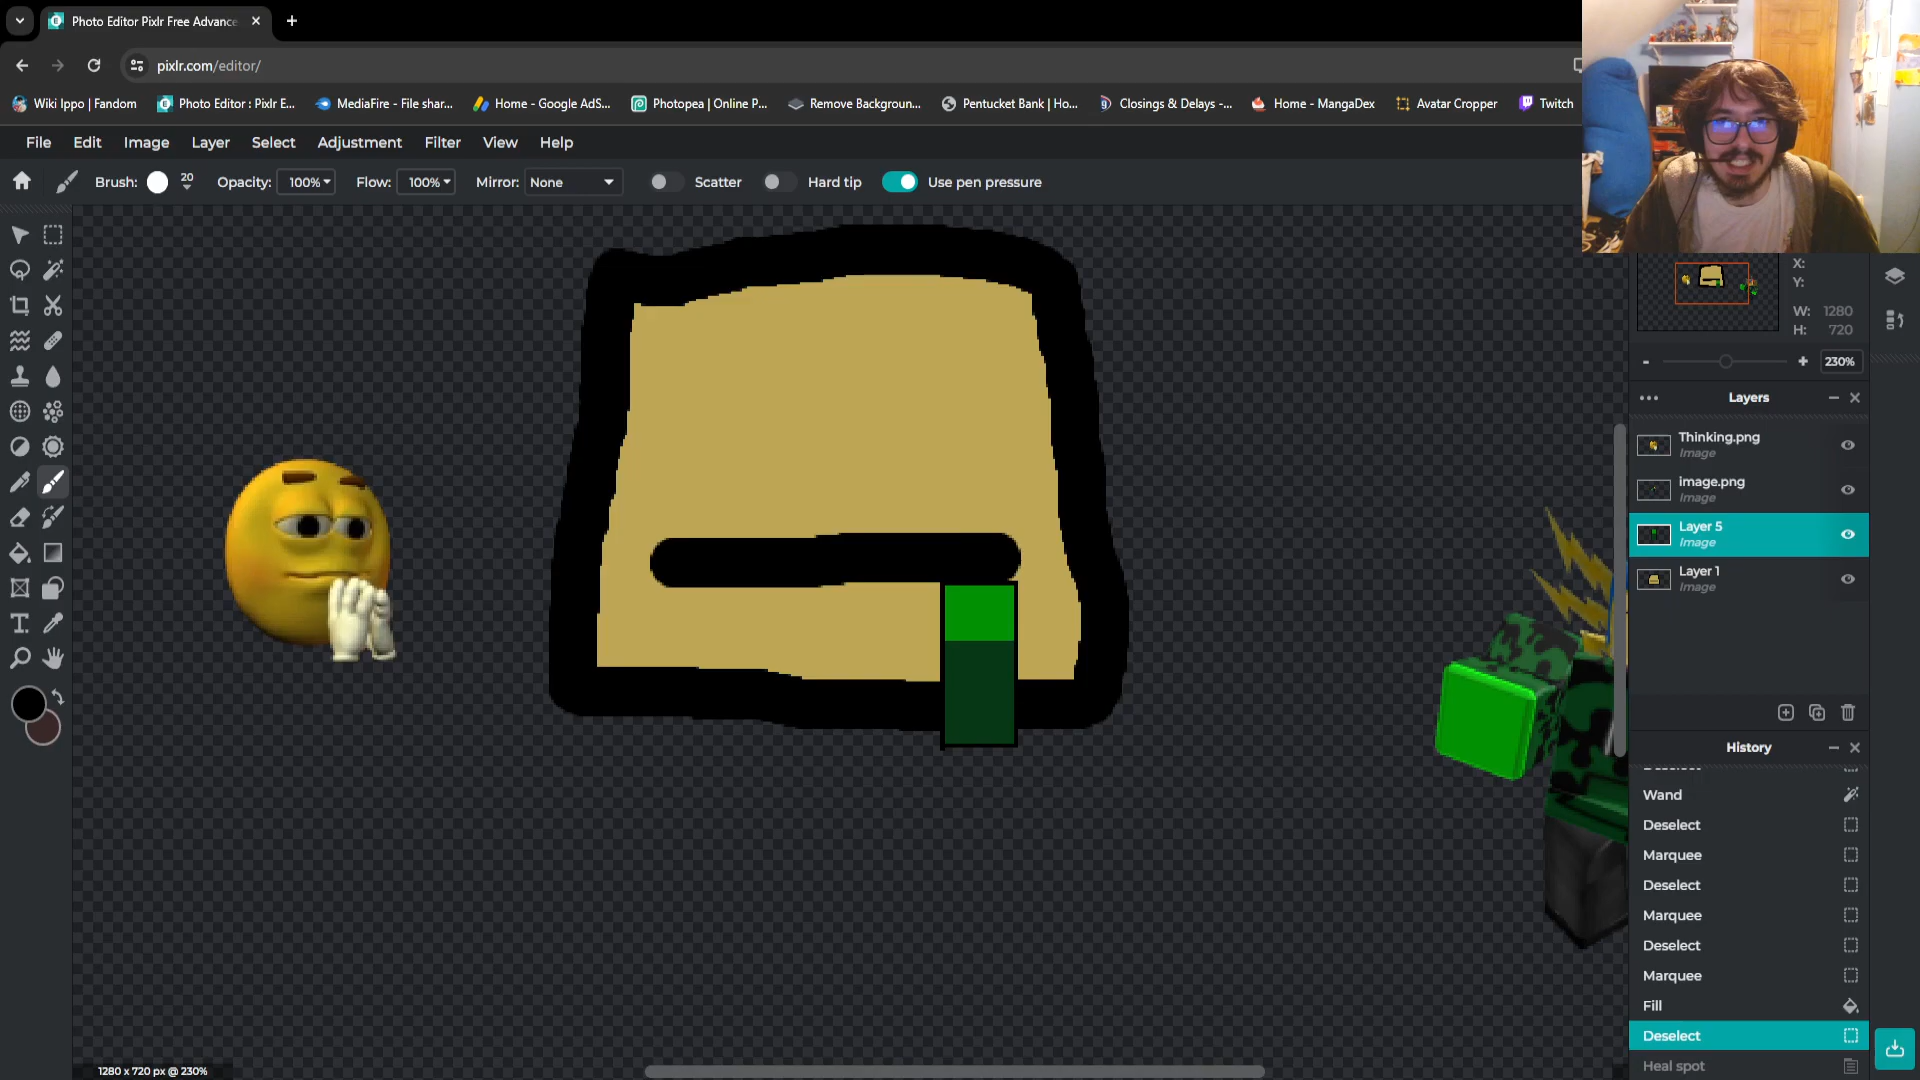 Photo Editor Pixlr Free Advance
pixlr.com/editor/
Wiki Ippo | Fandom
Photo Editor : Pixlr E...
MediaFire - File shar...
Home - Google AdS...
Photopea | Online P...
Remove Backgroun...
Pentucket Bank | Ho...
Closings & Delays -...
Home - MangaDex
Avatar Cropper
Twitch
File Edit Image Layer Select Adjustment Filter View Help
Brush: 20 Opacity: 100% Flow: 100% Mirror: None Scatter Hard tip Use pen pressure
X:
Y:
W: 1280
H: 720
- + 230%
Layers
Thinking.png
Image
image.png
Image
Layer 5
Image
Layer 1
Image
History
Deselect
Wand
Deselect
Marquee
Deselect
Marquee
Deselect
Marquee
Fill
Deselect
Heal spot
1280 x 720 px @ 230%